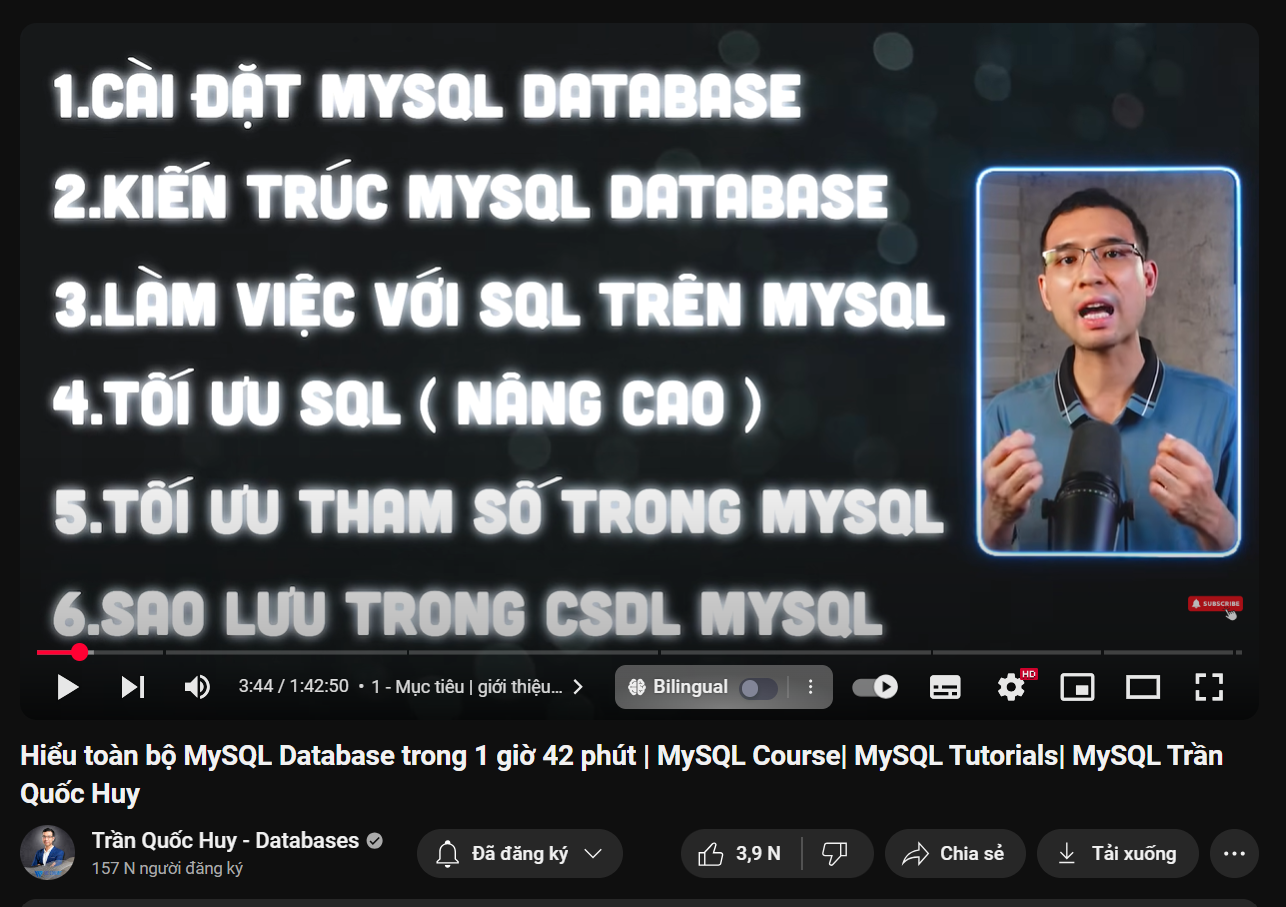 1.CÀI ĐẶT MYSQL DATABASE
2.KIẾN TRÚC MYSQL DATABASE
3.LÀM VIỆC VỚI SQL TRÊN MYSQL
4.TỐI ƯU SQL ( NÂNG CAO )
5.TỐI ƯU THAM SỐ TRONG MYSQL
6.SAO LƯU TRONG CSDL MYSQL
SUBSCRIBE
3:44 / 1:42:50 • 1 - Mục tiêu | giới thiệu... Bilingual HD
Hiểu toàn bộ MySQL Database trong 1 giờ 42 phút | MySQL Course| MySQL Tutorials| MySQL Trần
Quốc Huy
Trần Quốc Huy - Databases
157 N người đăng ký
Đã đăng ký 3,9 N Chia sẻ Tải xuống